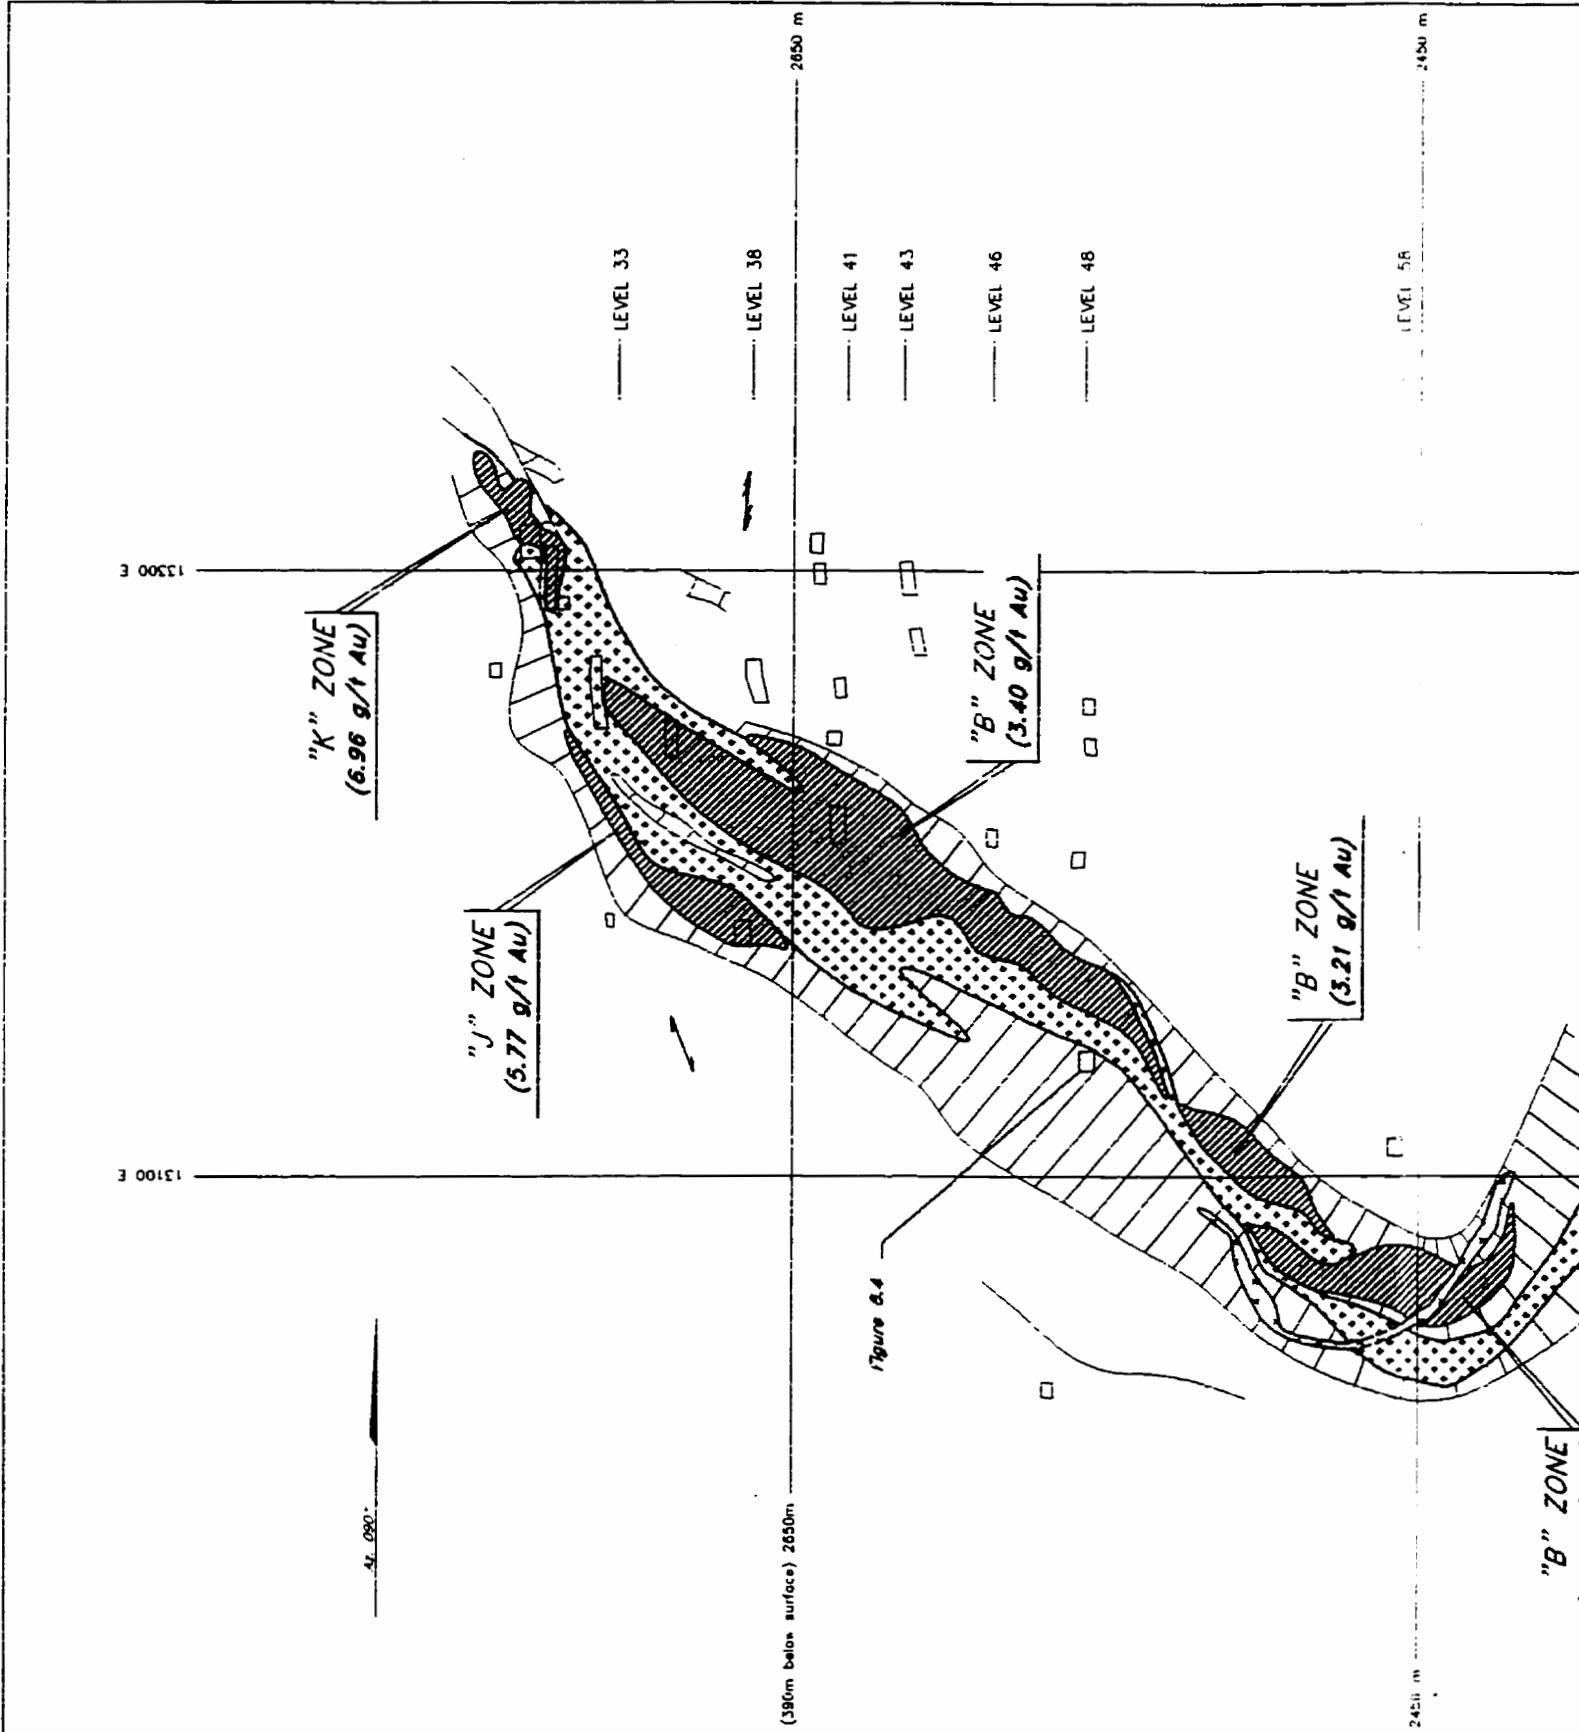 2650 m
2450 m
LEVEL 33
LEVEL 38
LEVEL 41
LEVEL 43
LEVEL 46
LEVEL 48
LEVEL 58
13300 E
"K" ZONE
(6.96 g/t Au)
"B" ZONE
(3.40 g/t Au)
"J" ZONE
(5.77 g/t Au)
"B" ZONE
(3.21 g/t Au)
13100 E
Figure 6.4
Az. 090°
"B" ZONE
(390m below surface) 2650m
2450 m